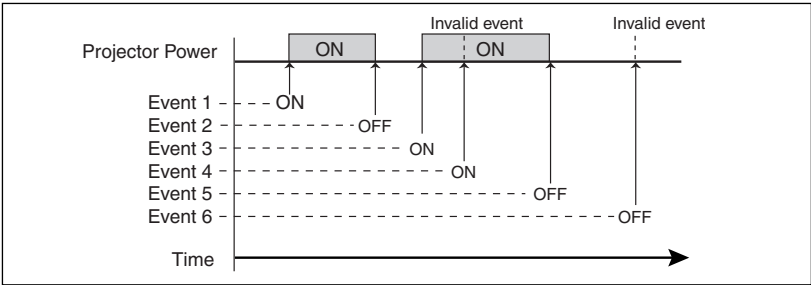 Invalid event Invalid event
Projector Power ON ON
Event 1 ON
Event 2 OFF
Event 3 ON
Event 4 ON
Event 5 OFF
Event 6 OFF
Time